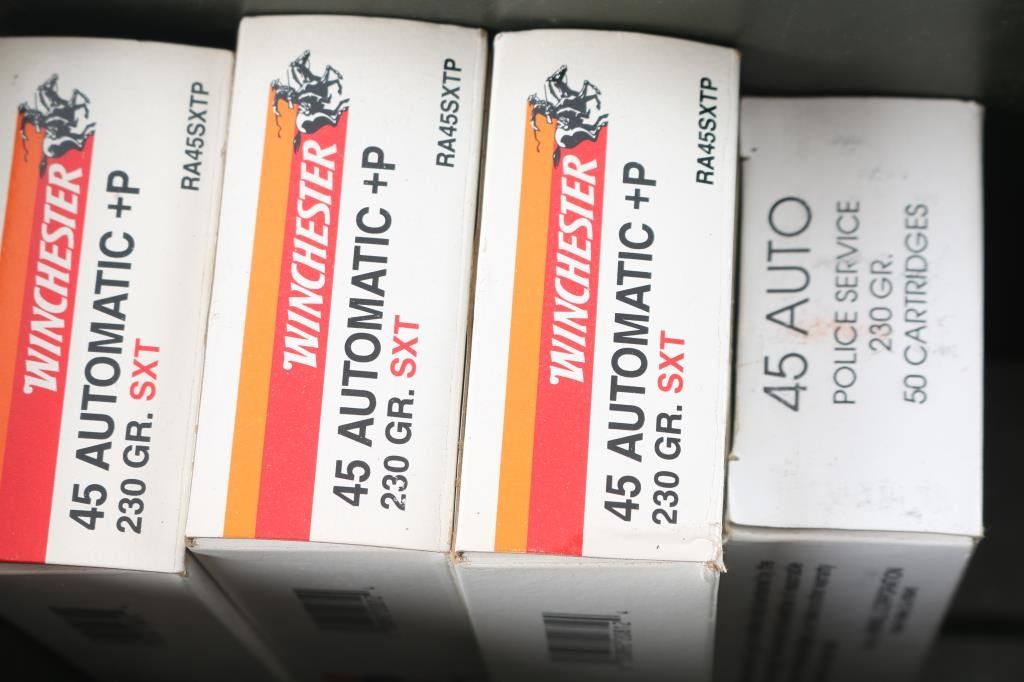 WINCHESTER
45 AUTOMATIC +P
230 GR. SXT
RA45SXTP
WINCHESTER
45 AUTOMATIC +P
230 GR. SXT
RA45SXTP
WINCHESTER
45 AUTOMATIC +P
230 GR. SXT
RA45SXTP
45 AUTO
POLICE SERVICE
230 GR.
50 CARTRIDGES